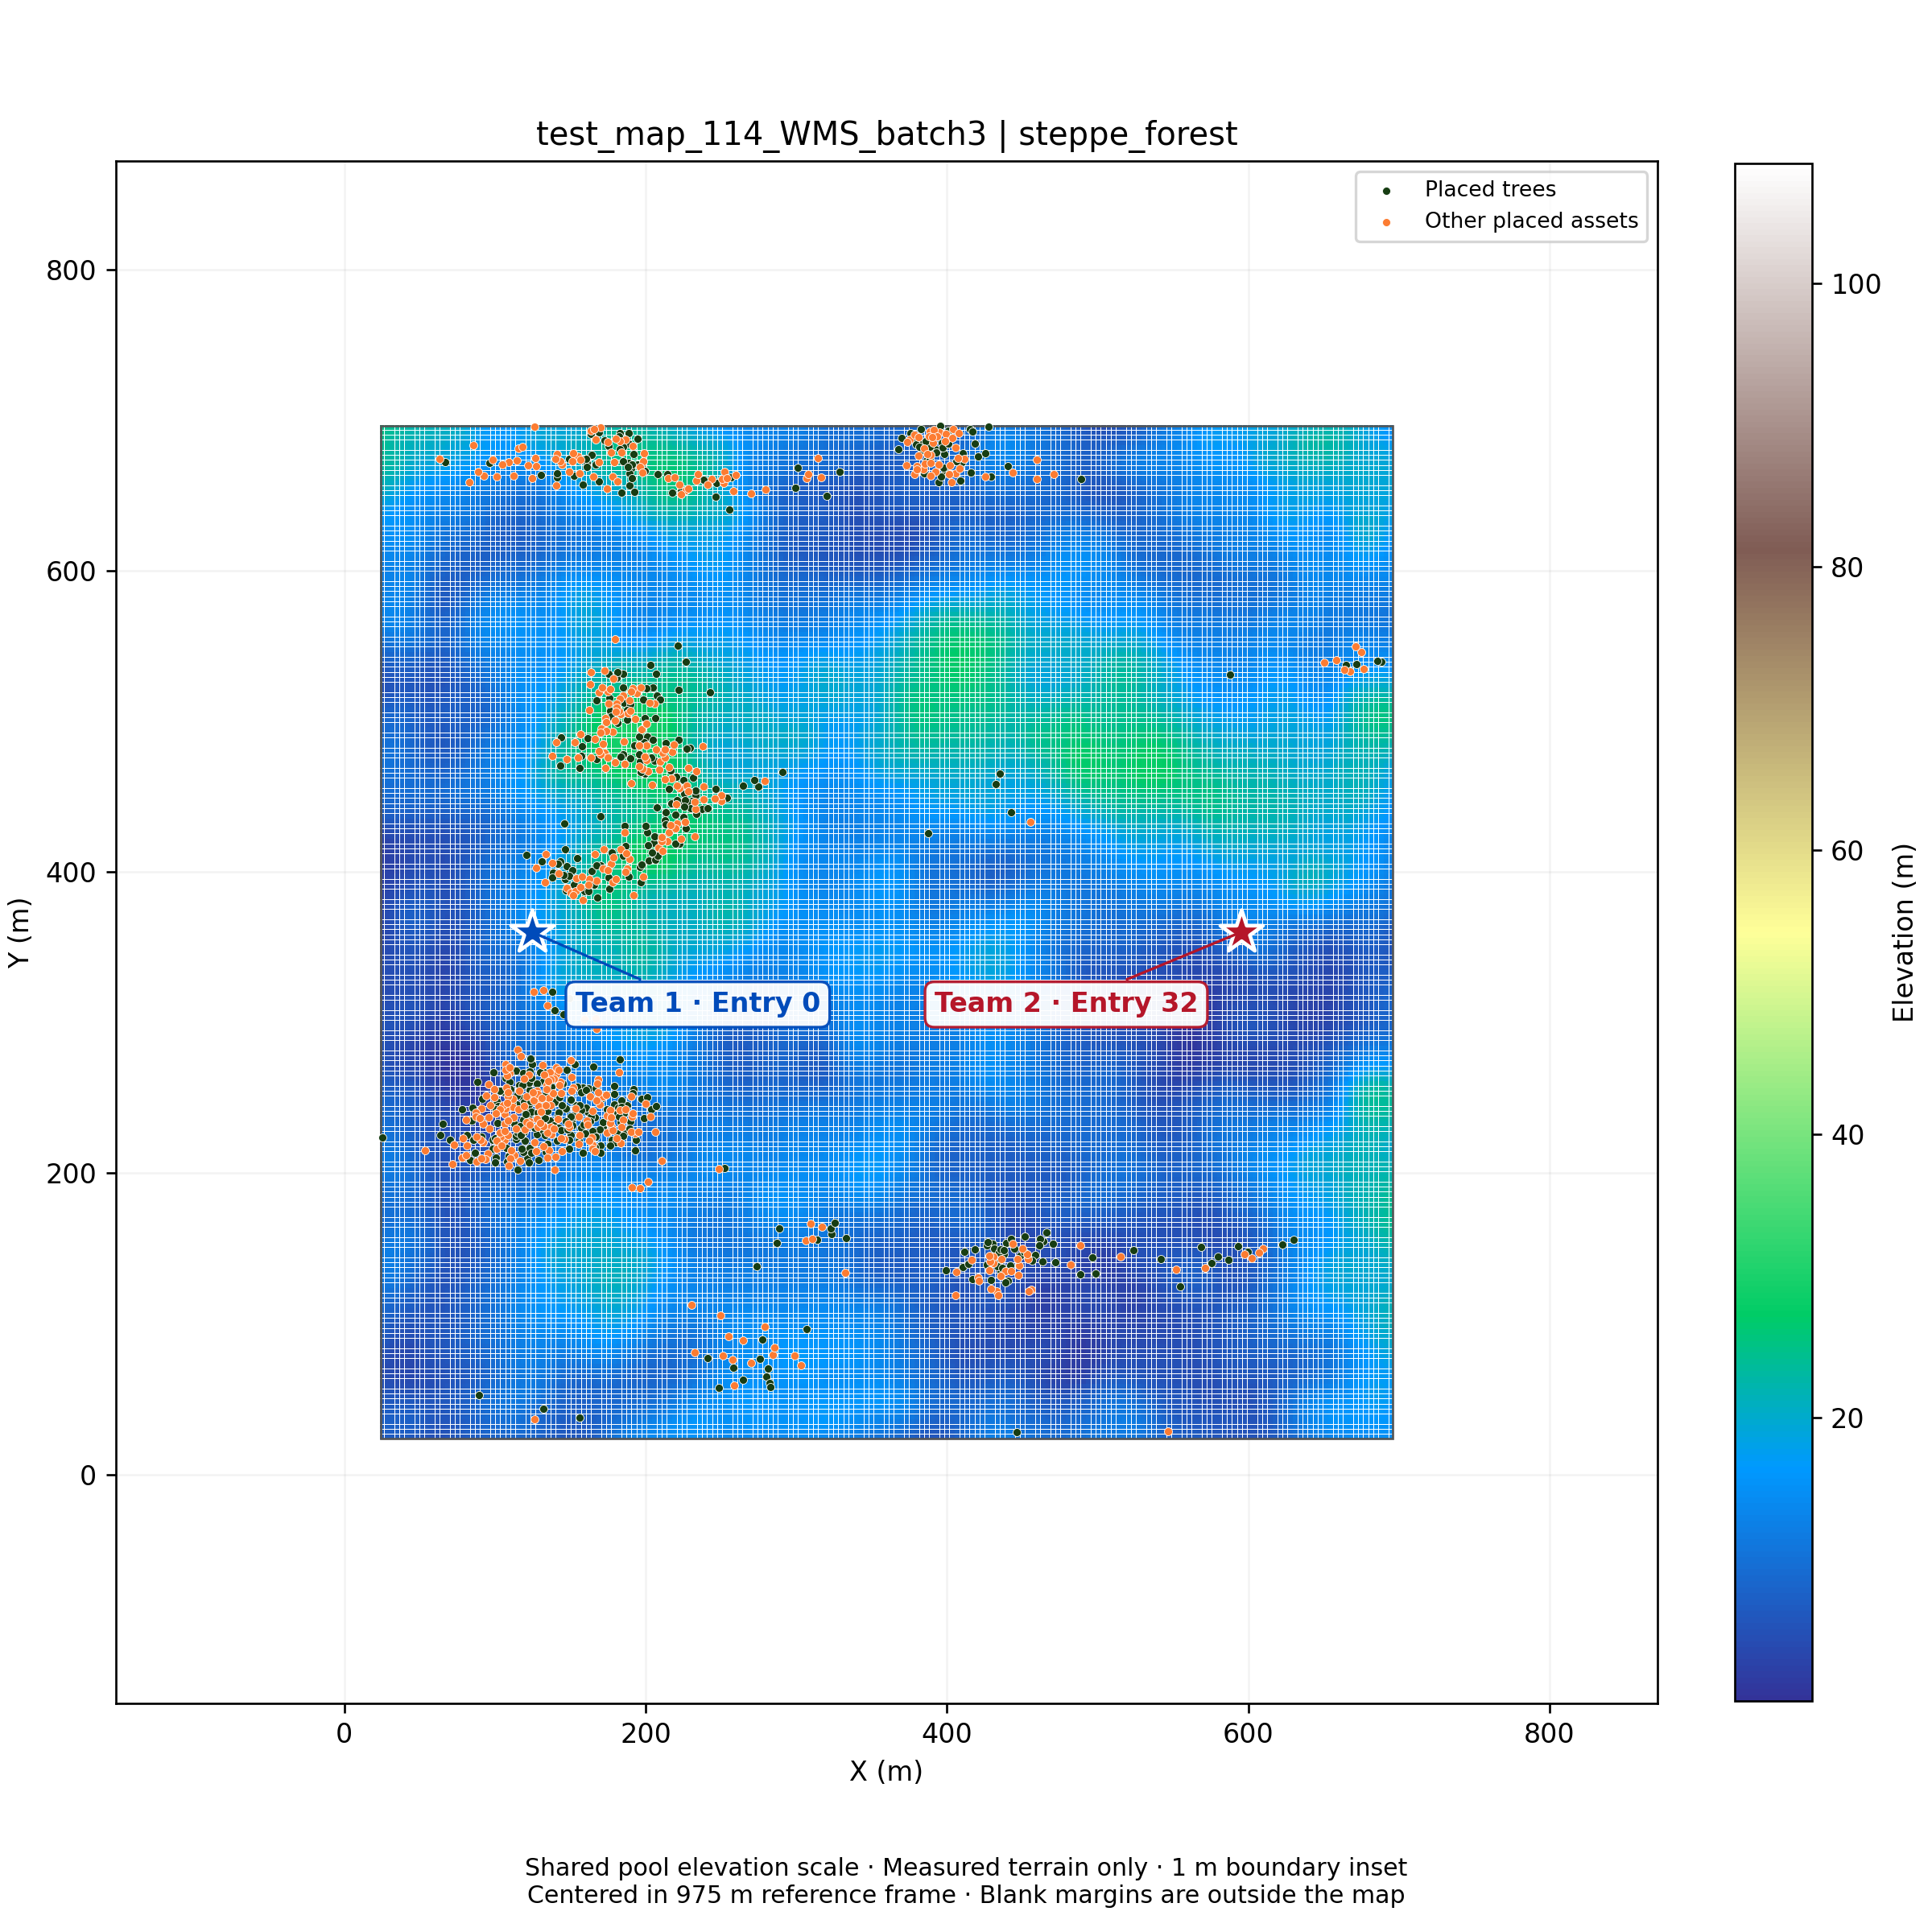 test_map_114_WMS_batch3 | steppe_forest
Placed trees
Other placed assets
800
600
400
200
0
Y (m)
Team 1 · Entry 0
Team 2 · Entry 32
0
200
400
600
800
X (m)
100
80
60
40
20
Elevation (m)
Shared pool elevation scale · Measured terrain only · 1 m boundary inset
Centered in 975 m reference frame · Blank margins are outside the map